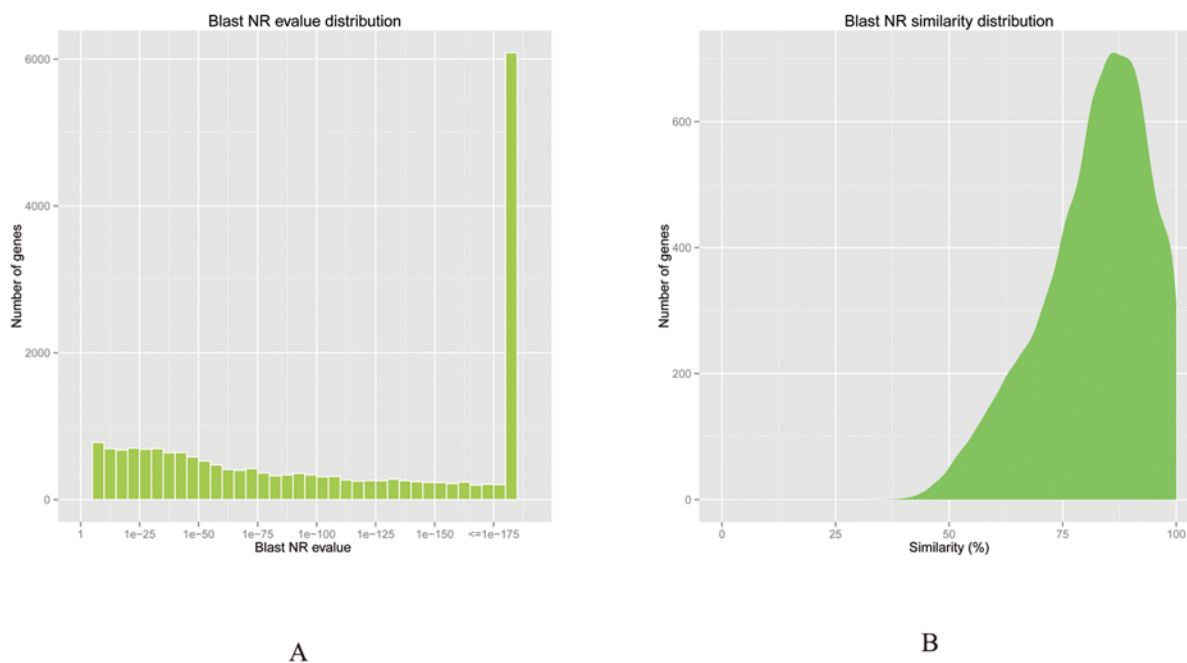 Blast NR evalue distribution
6000
4000
2000
0
Number of genes
1 1e-25 1e-50 1e-75 1e-100 1e-125 1e-150 <=1e-175
Blast NR evalue
A
Blast NR similarity distribution
600
400
200
0
Number of genes
0 25 50 75 100
Similarity (%)
B